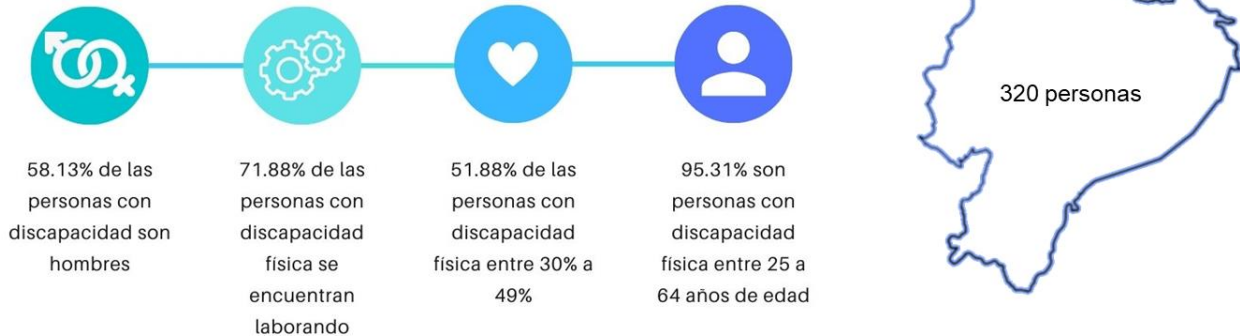 58.13% de las
personas con
discapacidad son
hombres
71.88% de las
personas con
discapacidad
física se
encuentran
laborando
51.88% de las
personas con
discapacidad
física entre 30% a
49%
95.31% son
personas con
discapacidad
física entre 25 a
64 años de edad
320 personas